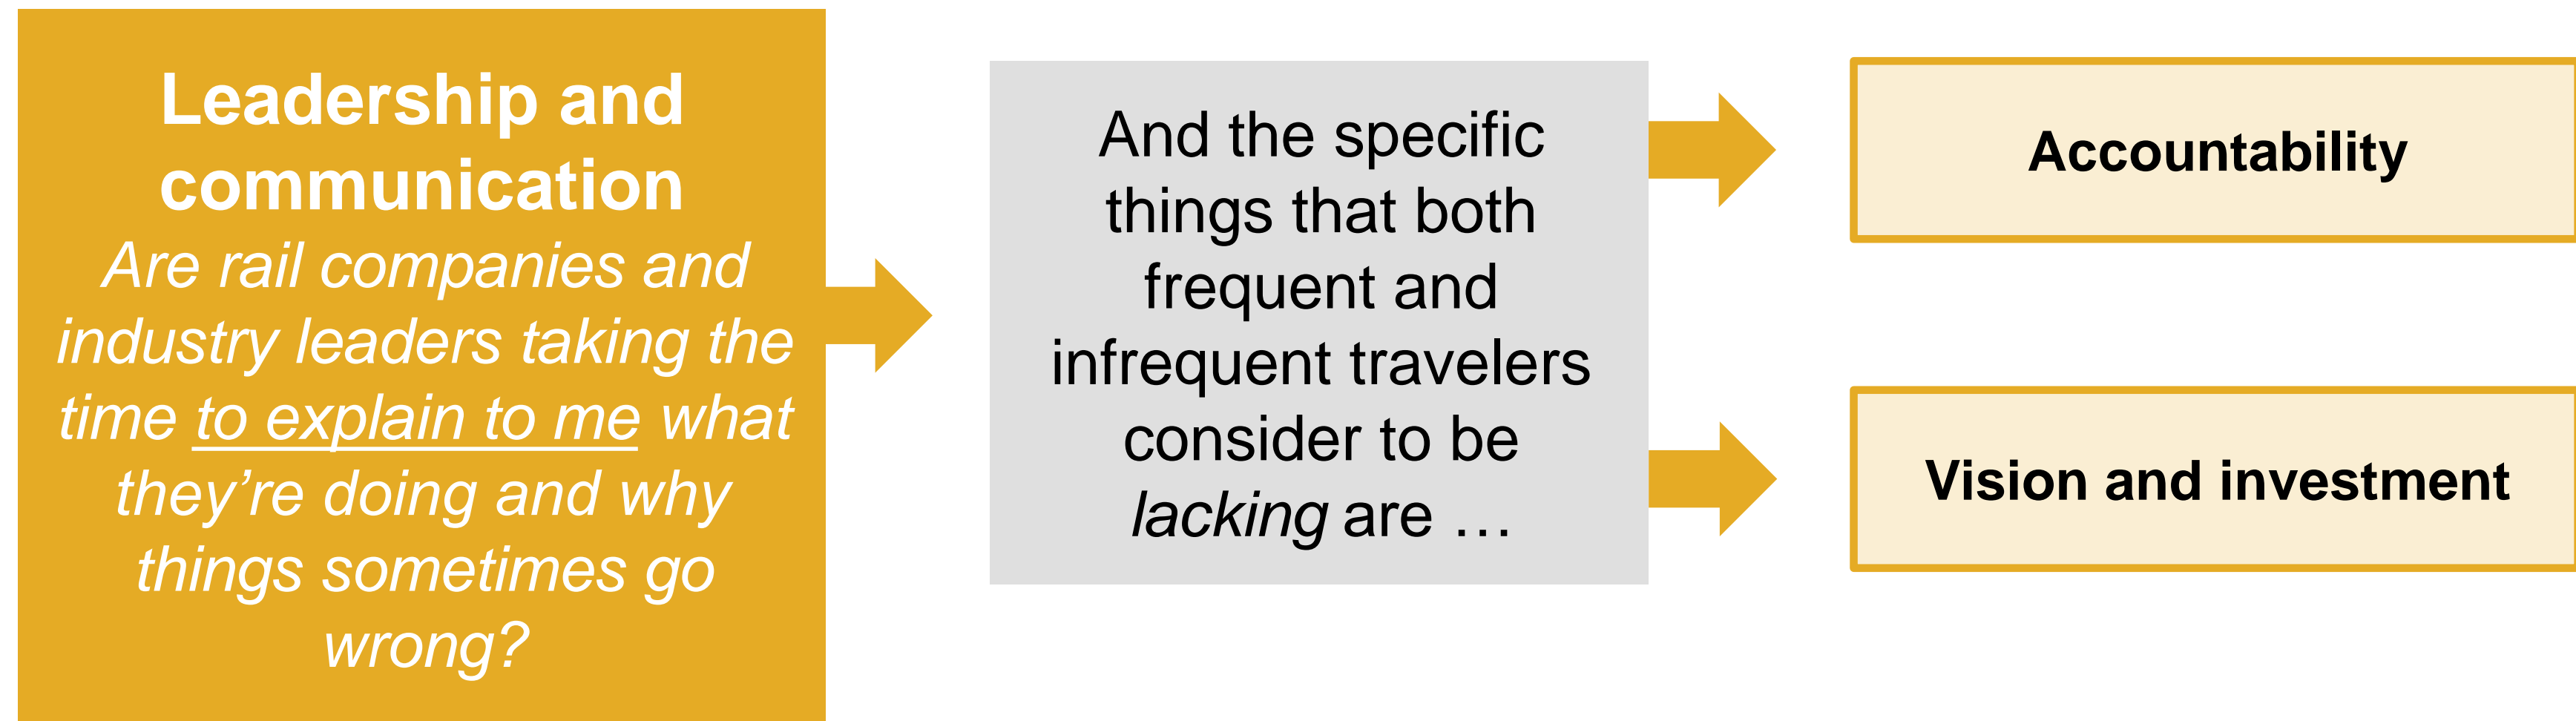 Leadership and
communication
Are rail companies and
industry leaders taking the
time to explain to me what
they’re doing and why
things sometimes go
wrong?
And the specific
things that both
frequent and
infrequent travelers
consider to be
lacking are …
Accountability
Vision and investment